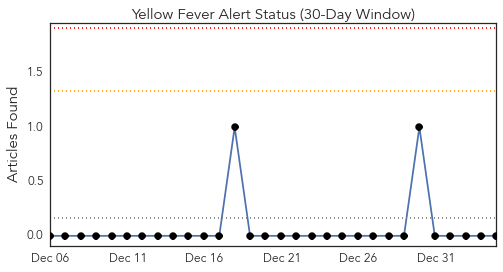 Yellow Fever Alert Status (30-Day Window)
Articles Found
1.5
1.0
0.5
0.0
Dec 06 Dec 11 Dec 16 Dec 21 Dec 26 Dec 31